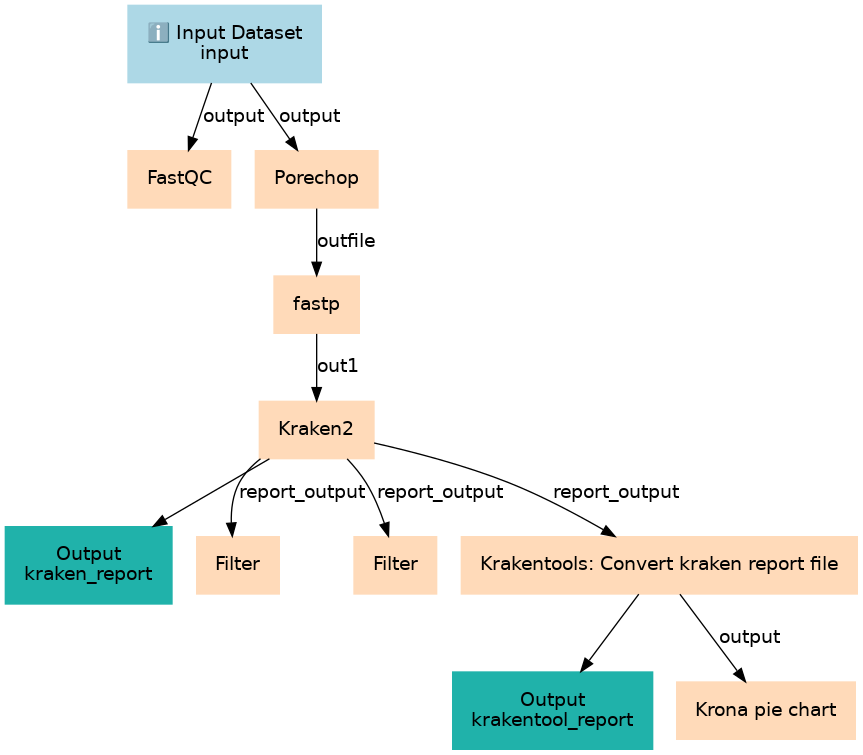 ℹ️ Input Dataset
input
output
output
FastQC
Porechop
outfile
fastp
out1
Kraken2
report_output
report_output
report_output
Output
kraken_report
Filter
Filter
Krakentools: Convert kraken report file
output
Output
krakentool_report
Krona pie chart